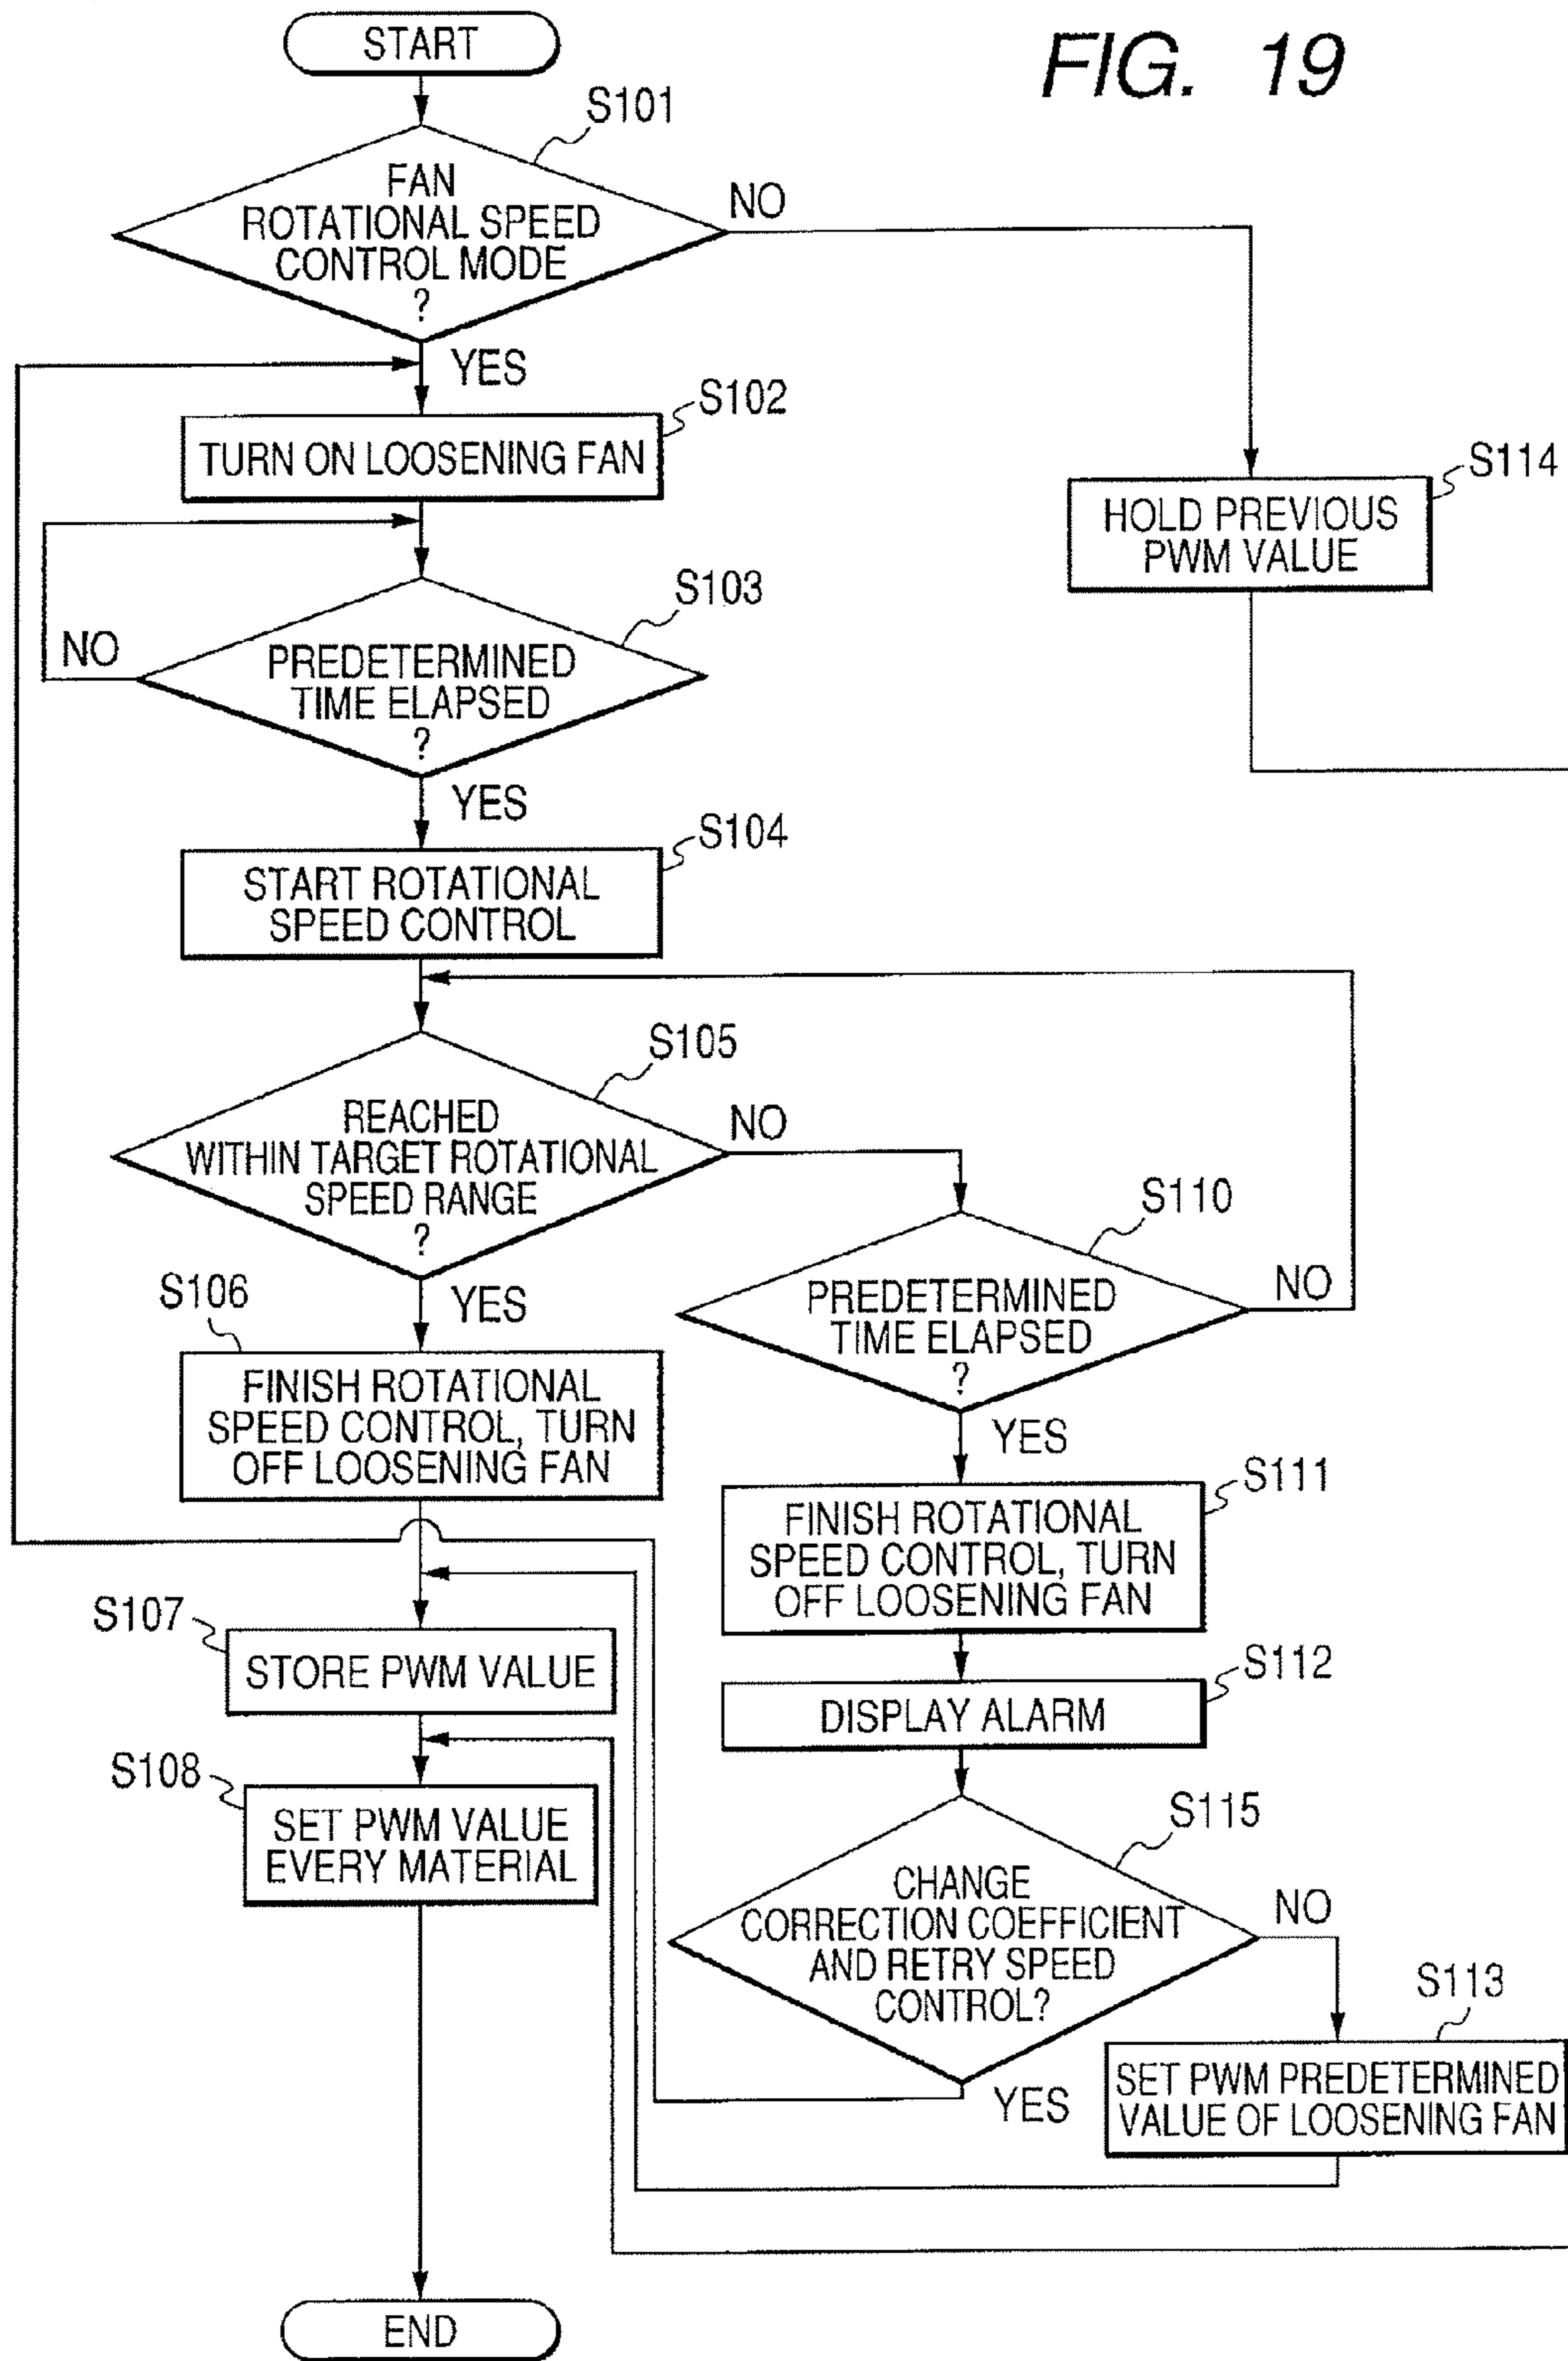 FIG. 19
START
S101
FAN
ROTATIONAL SPEED
CONTROL MODE
?
NO
YES
S102
TURN ON LOOSENING FAN
S114
HOLD PREVIOUS
PWM VALUE
S103
NO
PREDETERMINED
TIME ELAPSED
?
YES
S104
START ROTATIONAL
SPEED CONTROL
S105
REACHED
WITHIN TARGET ROTATIONAL
SPEED RANGE
?
NO
YES
S110
PREDETERMINED
TIME ELAPSED
?
NO
YES
S106
FINISH ROTATIONAL
SPEED CONTROL, TURN
OFF LOOSENING FAN
S111
FINISH ROTATIONAL
SPEED CONTROL, TURN
OFF LOOSENING FAN
S107
STORE PWM VALUE
S112
DISPLAY ALARM
S108
SET PWM VALUE
EVERY MATERIAL
S115
CHANGE
CORRECTION COEFFICIENT
AND RETRY SPEED
CONTROL?
NO
YES
S113
SET PWM PREDETERMINED
VALUE OF LOOSENING FAN
END